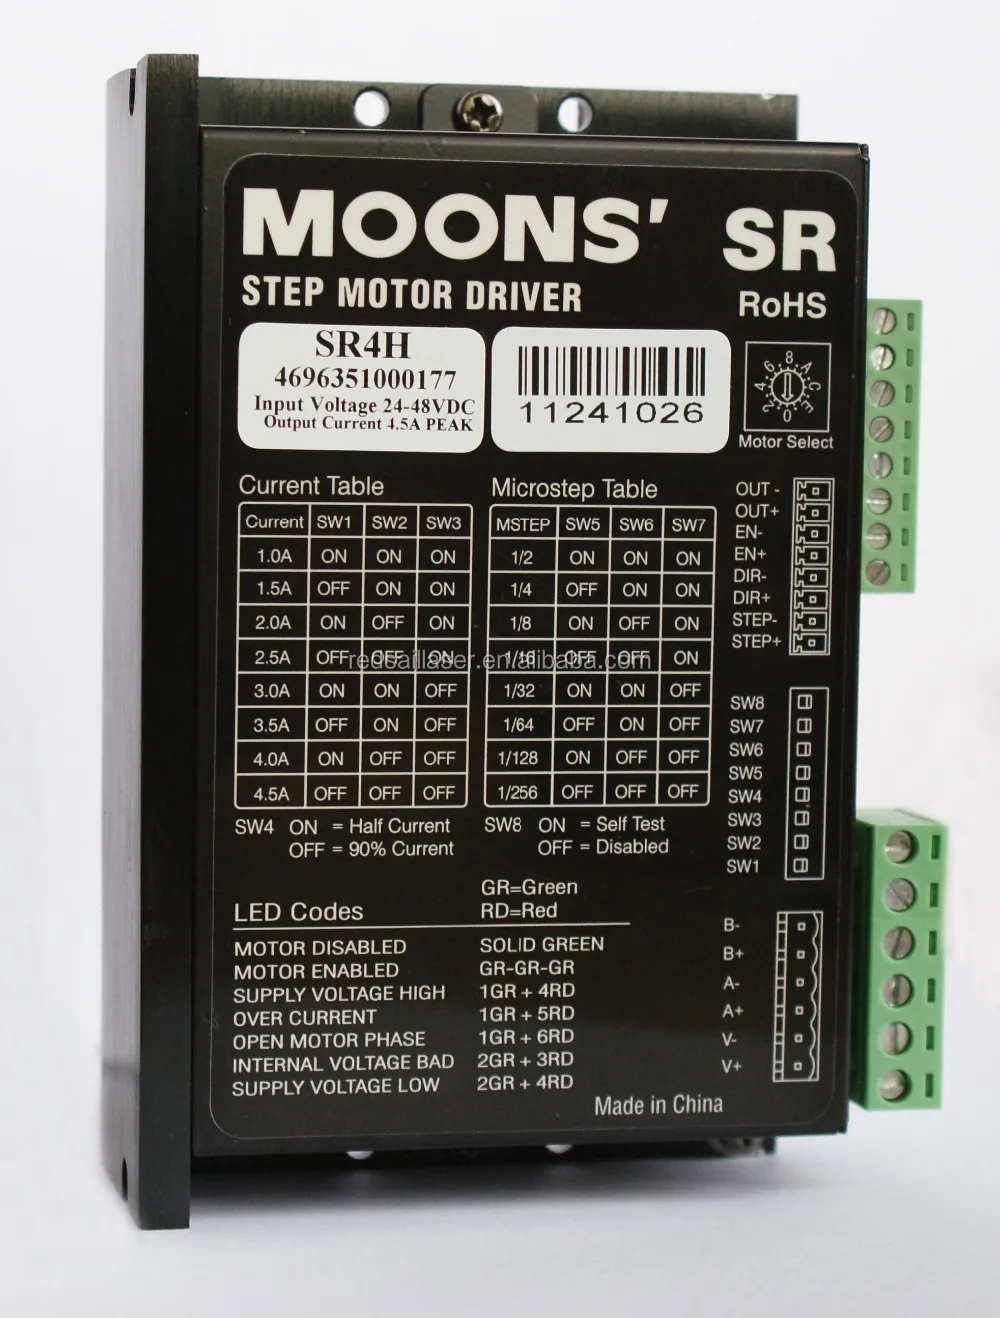 MOONS' SR
STEP MOTOR DRIVER
RoHS
SR4H
4696351000177
Input Voltage 24-48VDC
Output Current 4.5A PEAK
11241026
0 2 4 6 8 A C E
Motor Select
Current Table
Current SW1 SW2 SW3
1.0A ON ON ON
1.5A OFF ON ON
2.0A ON OFF ON
2.5A OFF OFF ON
3.0A ON ON OFF
3.5A OFF ON OFF
4.0A ON OFF OFF
4.5A OFF OFF OFF
SW4 ON = Half Current
OFF = 90% Current
Microstep Table
MSTEP SW5 SW6 SW7
1/2 ON ON ON
1/4 OFF ON ON
1/8 ON OFF ON
1/16 OFF OFF ON
1/32 ON ON OFF
1/64 OFF ON OFF
1/128 ON OFF OFF
1/256 OFF OFF OFF
SW8 ON = Self Test
OFF = Disabled
redsaillaser.en.alibaba.com
OUT -
OUT+
EN-
EN+
DIR-
DIR+
STEP-
STEP+
SW8
SW7
SW6
SW5
SW4
SW3
SW2
SW1
GR=Green
RD=Red
LED Codes
MOTOR DISABLED SOLID GREEN
MOTOR ENABLED GR-GR-GR
SUPPLY VOLTAGE HIGH 1GR + 4RD
OVER CURRENT 1GR + 5RD
OPEN MOTOR PHASE 1GR + 6RD
INTERNAL VOLTAGE BAD 2GR + 3RD
SUPPLY VOLTAGE LOW 2GR + 4RD
B-
B+
A-
A+
V-
V+
Made in China